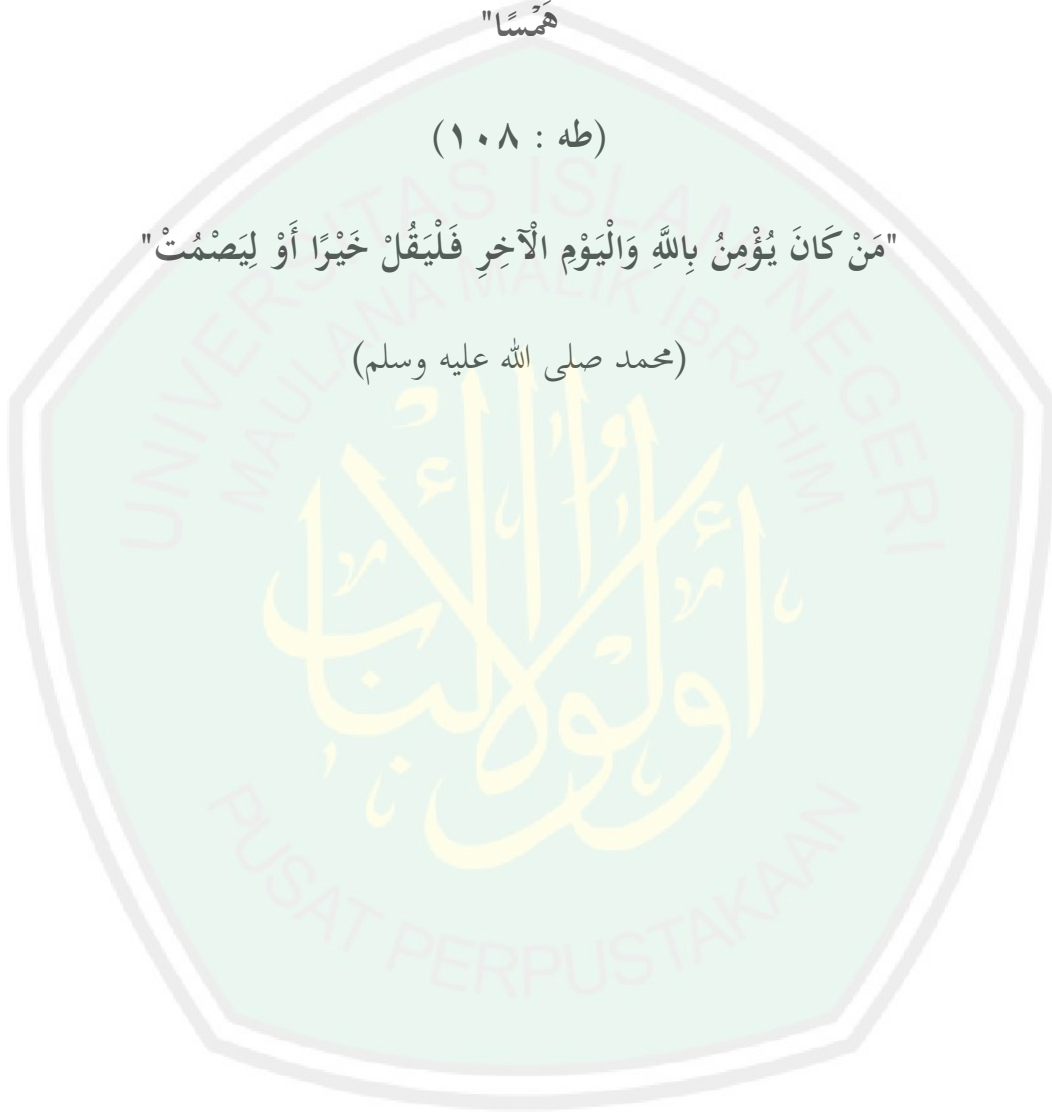 هَمْسًا"
(طه : ١٠٨)
"مَنْ كَانَ يُؤْمِنُ بِاللَّهِ وَالْيَوْمِ الْآخِرِ فَلْيَقُلْ خَيْرًا أَوْ لِيَصْمُتْ"
(محمد صلى الله عليه وسلم)
UNIVERSITAS ISLAM NEGERI
MAULANA MALIK IBRAHIM
أولوا الألباب
PUSAT PERPUSTAKAAN